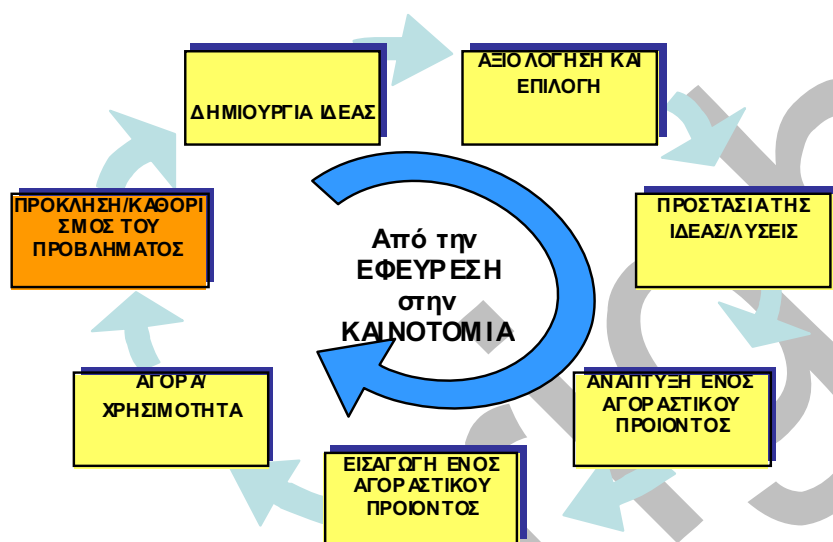 ΔΗΜΙΟΥΡΓΙΑ ΙΔΕΑΣ
ΑΞΙΟΛΟΓΗΣΗ ΚΑΙ
ΕΠΙΛΟΓΗ
ΠΡΟΣΤΑΣΙΑ ΤΗΣ
ΙΔΕΑΣ/ΛΥΣΕΙΣ
ΑΝΑΠΤΥΞΗ ΕΝΟΣ
ΑΓΟΡΑΣΤΙΚΟΥ
ΠΡΟΙΟΝΤΟΣ
ΕΙΣΑΓΩΓΗ ΕΝΟΣ
ΑΓΟΡΑΣΤΙΚΟΥ
ΠΡΟΙΟΝΤΟΣ
ΑΓΟΡΑ/
ΧΡΗΣΙΜΟΤΗΤΑ
ΠΡΟΚΛΗΣΗ/ΚΑΘΟΡΙ
ΣΜΟΣ ΤΟΥ
ΠΡΟΒΛΗΜΑΤΟΣ
Από την
ΕΦΕΥΡΕΣΗ
στην
ΚΑΙΝΟΤΟΜΙΑ